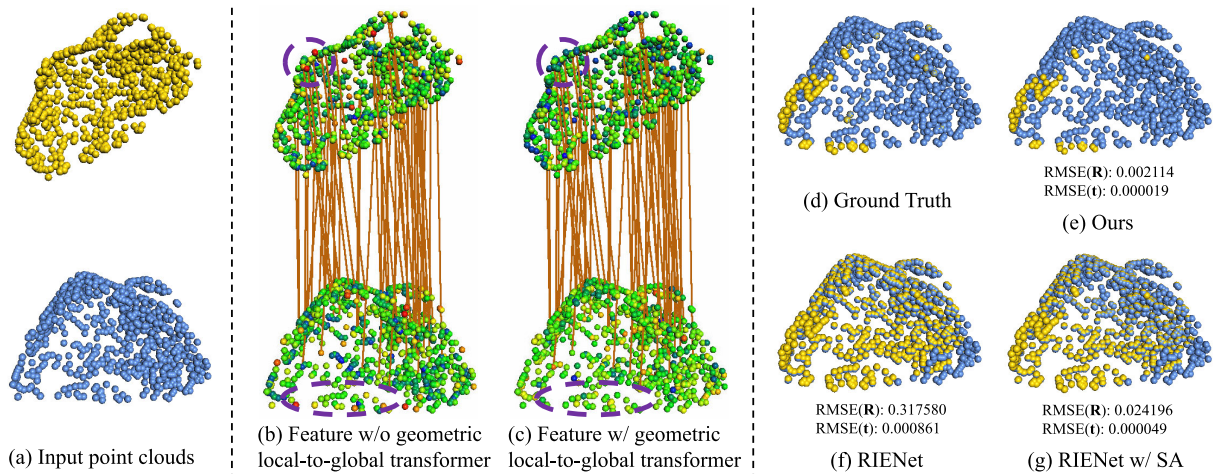 (a) Input point clouds
(b) Feature w/o geometric
local-to-global transformer
(c) Feature w/ geometric
local-to-global transformer
(d) Ground Truth
RMSE(R): 0.002114
RMSE(t): 0.000019
(e) Ours
RMSE(R): 0.317580
RMSE(t): 0.000861
(f) RIENet
RMSE(R): 0.024196
RMSE(t): 0.000049
(g) RIENet w/ SA